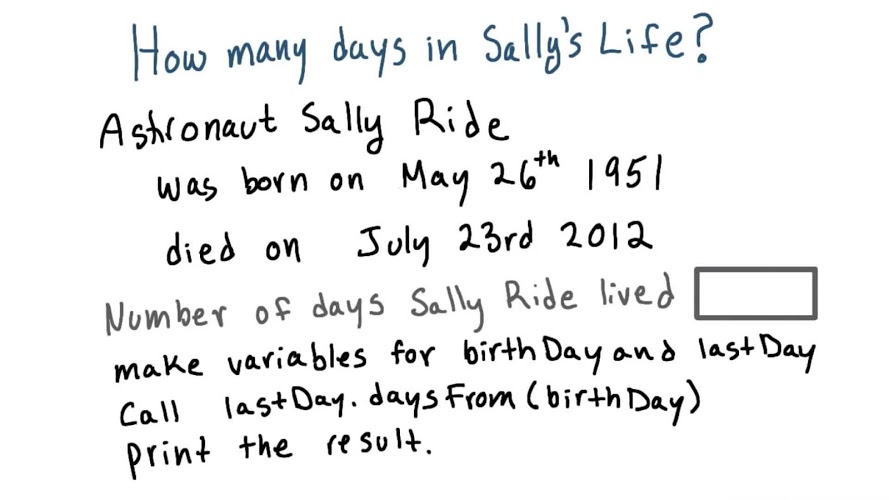 How many days in Sally's Life?
Astronaut Sally Ride
was born on May 26th 1951
died on July 23rd 2012
Number of days Sally Ride lived
make variables for birthDay and lastDay
Call lastDay.daysFrom(birthDay)
print the result.